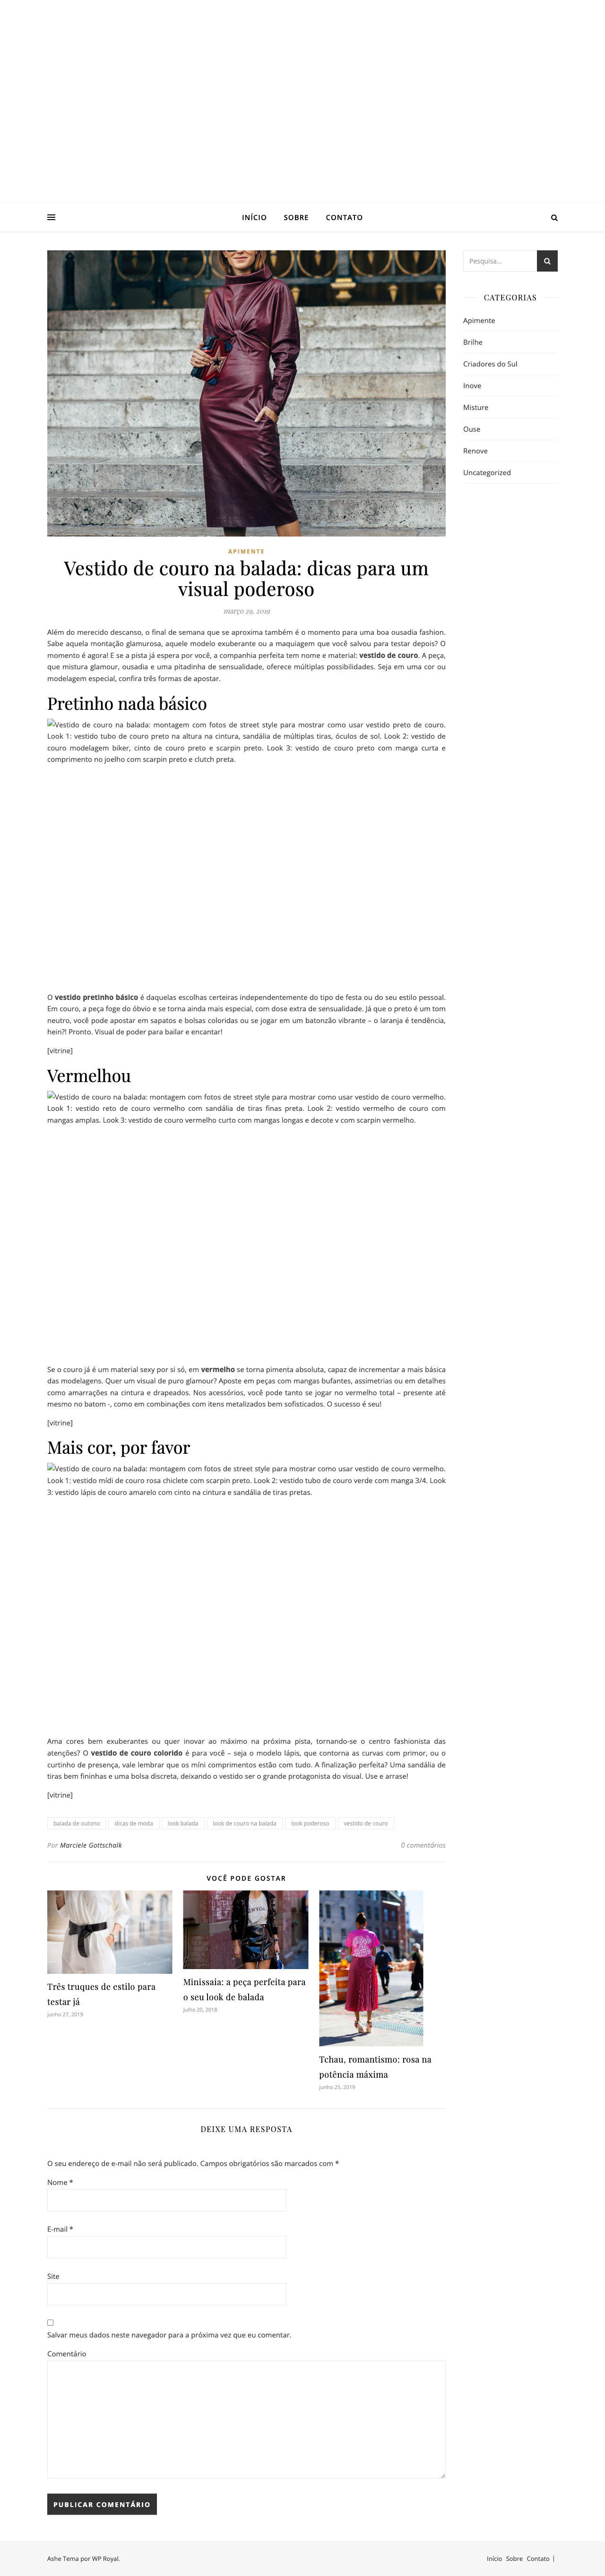 INÍCIO SOBRE CONTATO
Pesquisa...
CATEGORIAS
Apimente
Brilhe
Criadores do Sul
Inove
Misture
Ouse
Renove
Uncategorized
APIMENTE
Vestido de couro na balada: dicas para um
visual poderoso
março 29, 2019
Além do merecido descanso, o final de semana que se aproxima também é o momento para uma boa ousadia fashion.
Sabe aquela montação glamurosa, aquele modelo exuberante ou a maquiagem que você salvou para testar depois? O
momento é agora! E se a pista já espera por você, a companhia perfeita tem nome e material: vestido de couro. A peça,
que mistura glamour, ousadia e uma pitadinha de sensualidade, oferece múltiplas possibilidades. Seja em uma cor ou
modelagem especial, confira três formas de apostar.
Pretinho nada básico
Vestido de couro na balada: montagem com fotos de street style para mostrar como usar vestido preto de couro.
Look 1: vestido tubo de couro preto na altura na cintura, sandália de múltiplas tiras, óculos de sol. Look 2: vestido de
couro modelagem biker, cinto de couro preto e scarpin preto. Look 3: vestido de couro preto com manga curta e
comprimento no joelho com scarpin preto e clutch preta.
O vestido pretinho básico é daquelas escolhas certeiras independentemente do tipo de festa ou do seu estilo pessoal.
Em couro, a peça foge do óbvio e se torna ainda mais especial, com dose extra de sensualidade. Já que o preto é um tom
neutro, você pode apostar em sapatos e bolsas coloridas ou se jogar em um batonzão vibrante – o laranja é tendência,
hein?! Pronto. Visual de poder para bailar e encantar!
[vitrine]
Vermelhou
Vestido de couro na balada: montagem com fotos de street style para mostrar como usar vestido de couro vermelho.
Look 1: vestido reto de couro vermelho com sandália de tiras finas preta. Look 2: vestido vermelho de couro com
mangas amplas. Look 3: vestido de couro vermelho curto com mangas longas e decote v com scarpin vermelho.
Se o couro já é um material sexy por si só, em vermelho se torna pimenta absoluta, capaz de incrementar a mais básica
das modelagens. Quer um visual de puro glamour? Aposte em peças com mangas bufantes, assimetrias ou em detalhes
como amarrações na cintura e drapeados. Nos acessórios, você pode tanto se jogar no vermelho total – presente até
mesmo no batom -, como em combinações com itens metalizados bem sofisticados. O sucesso é seu!
[vitrine]
Mais cor, por favor
Vestido de couro na balada: montagem com fotos de street style para mostrar como usar vestido de couro vermelho.
Look 1: vestido mídi de couro rosa chiclete com scarpin preto. Look 2: vestido tubo de couro verde com manga 3/4. Look
3: vestido lápis de couro amarelo com cinto na cintura e sandália de tiras pretas.
Ama cores bem exuberantes ou quer inovar ao máximo na próxima pista, tornando-se o centro fashionista das
atenções? O vestido de couro colorido é para você – seja o modelo lápis, que contorna as curvas com primor, ou o
curtinho de presença, vale lembrar que os míni comprimentos estão com tudo. A finalização perfeita? Uma sandália de
tiras bem fininhas e uma bolsa discreta, deixando o vestido ser o grande protagonista do visual. Use e arrase!
[vitrine]
balada de outono dicas de moda look balada look de couro na balada look poderoso vestido de couro
Por Marciele Gottschalk 0 comentários
VOCÊ PODE GOSTAR
Três truques de estilo para
testar já
junho 27, 2019
Minissaia: a peça perfeita para
o seu look de balada
julho 20, 2018
Tchau, romantismo: rosa na
potência máxima
junho 25, 2019
DEIXE UMA RESPOSTA
O seu endereço de e-mail não será publicado. Campos obrigatórios são marcados com *
Nome *
E-mail *
Site
Salvar meus dados neste navegador para a próxima vez que eu comentar.
Comentário
PUBLICAR COMENTÁRIO
Ashe Tema por WP Royal.
Início Sobre Contato |